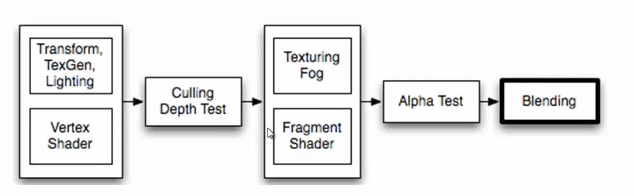 Transform,
TexGen,
Lighting
Vertex
Shader
Culling
Depth Test
Texturing
Fog
Fragment
Shader
Alpha Test
Blending